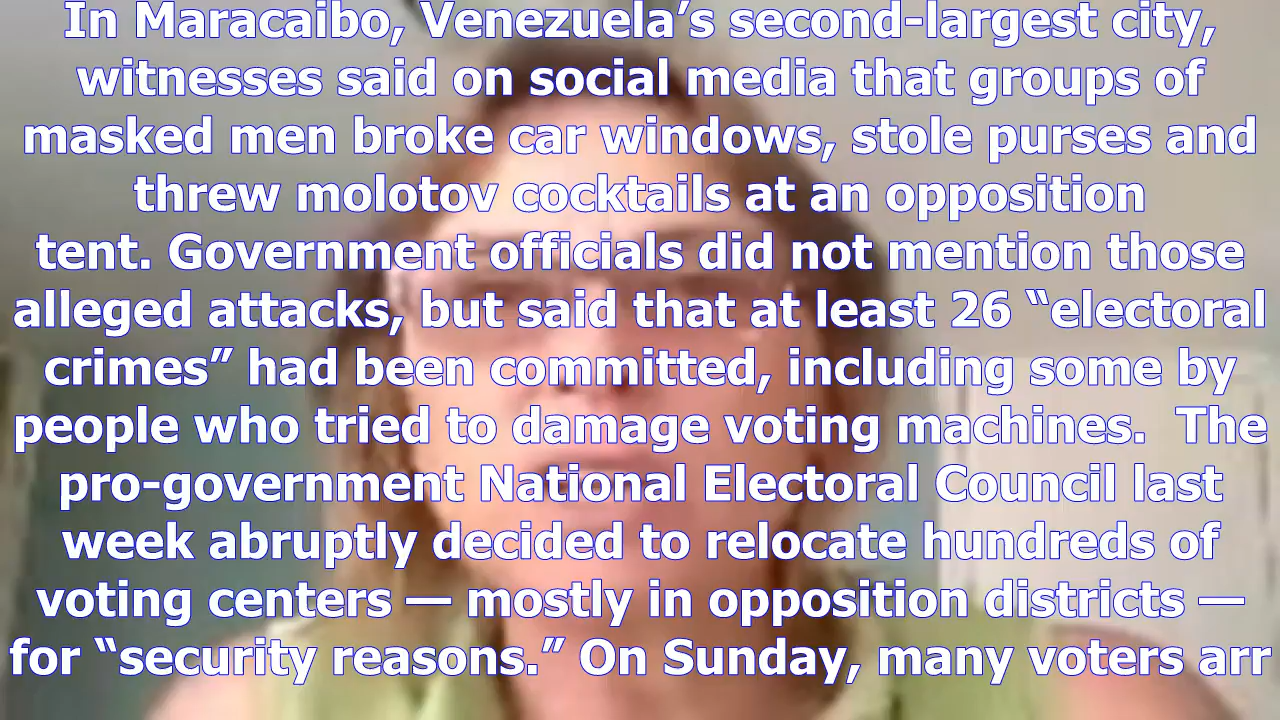 In Maracaibo, Venezuela’s second-largest city,
witnesses said on social media that groups of
masked men broke car windows, stole purses and
threw molotov cocktails at an opposition
tent. Government officials did not mention those
alleged attacks, but said that at least 26 “electoral
crimes” had been committed, including some by
people who tried to damage voting machines.  The
pro-government National Electoral Council last
week abruptly decided to relocate hundreds of
voting centers — mostly in opposition districts —
for “security reasons.” On Sunday, many voters arr